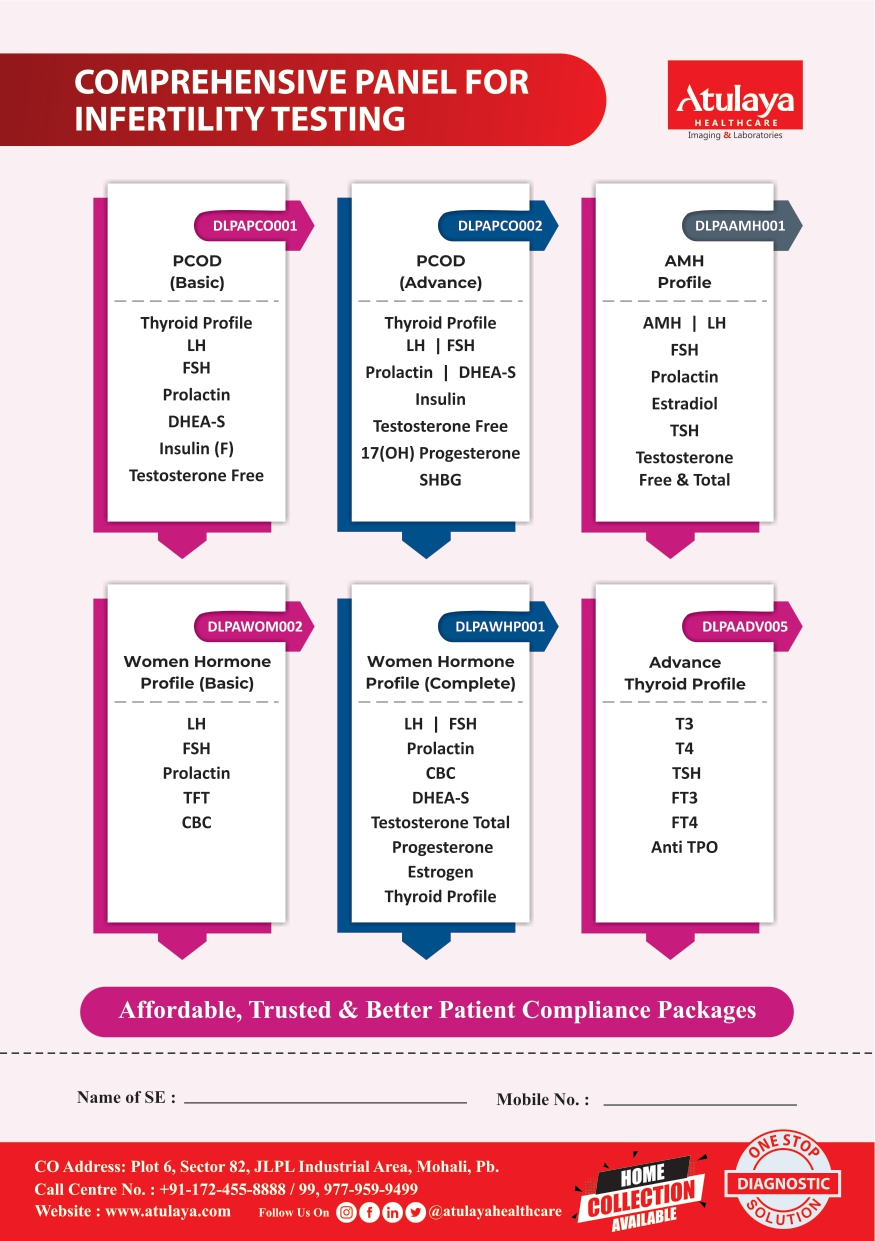 COMPREHENSIVE PANEL FOR
INFERTILITY TESTING
Atulaya
HEALTHCARE
Imaging & Laboratories
DLPAPCO001
PCOD
(Basic)
Thyroid Profile
LH
FSH
Prolactin
DHEA-S
Insulin (F)
Testosterone Free
DLPAPCO002
PCOD
(Advance)
Thyroid Profile
LH | FSH
Prolactin | DHEA-S
Insulin
Testosterone Free
17(OH) Progesterone
SHBG
DLPAAMH001
AMH
Profile
AMH | LH
FSH
Prolactin
Estradiol
TSH
Testosterone
Free & Total
DLPAWOM002
Women Hormone
Profile (Basic)
LH
FSH
Prolactin
TFT
CBC
DLPAWHP001
Women Hormone
Profile (Complete)
LH | FSH
Prolactin
CBC
DHEA-S
Testosterone Total
Progesterone
Estrogen
Thyroid Profile
DLPAADV005
Advance
Thyroid Profile
T3
T4
TSH
FT3
FT4
Anti TPO
Affordable, Trusted & Better Patient Compliance Packages
Name of SE :
Mobile No. :
CO Address: Plot 6, Sector 82, JLPL Industrial Area, Mohali, Pb.
Call Centre No. : +91-172-455-8888 / 99, 977-959-9499
Website : www.atulaya.com Follow Us On @atulayahealthcare
HOME
COLLECTION
AVAILABLE
ONE STOP
DIAGNOSTIC
SOLUTION